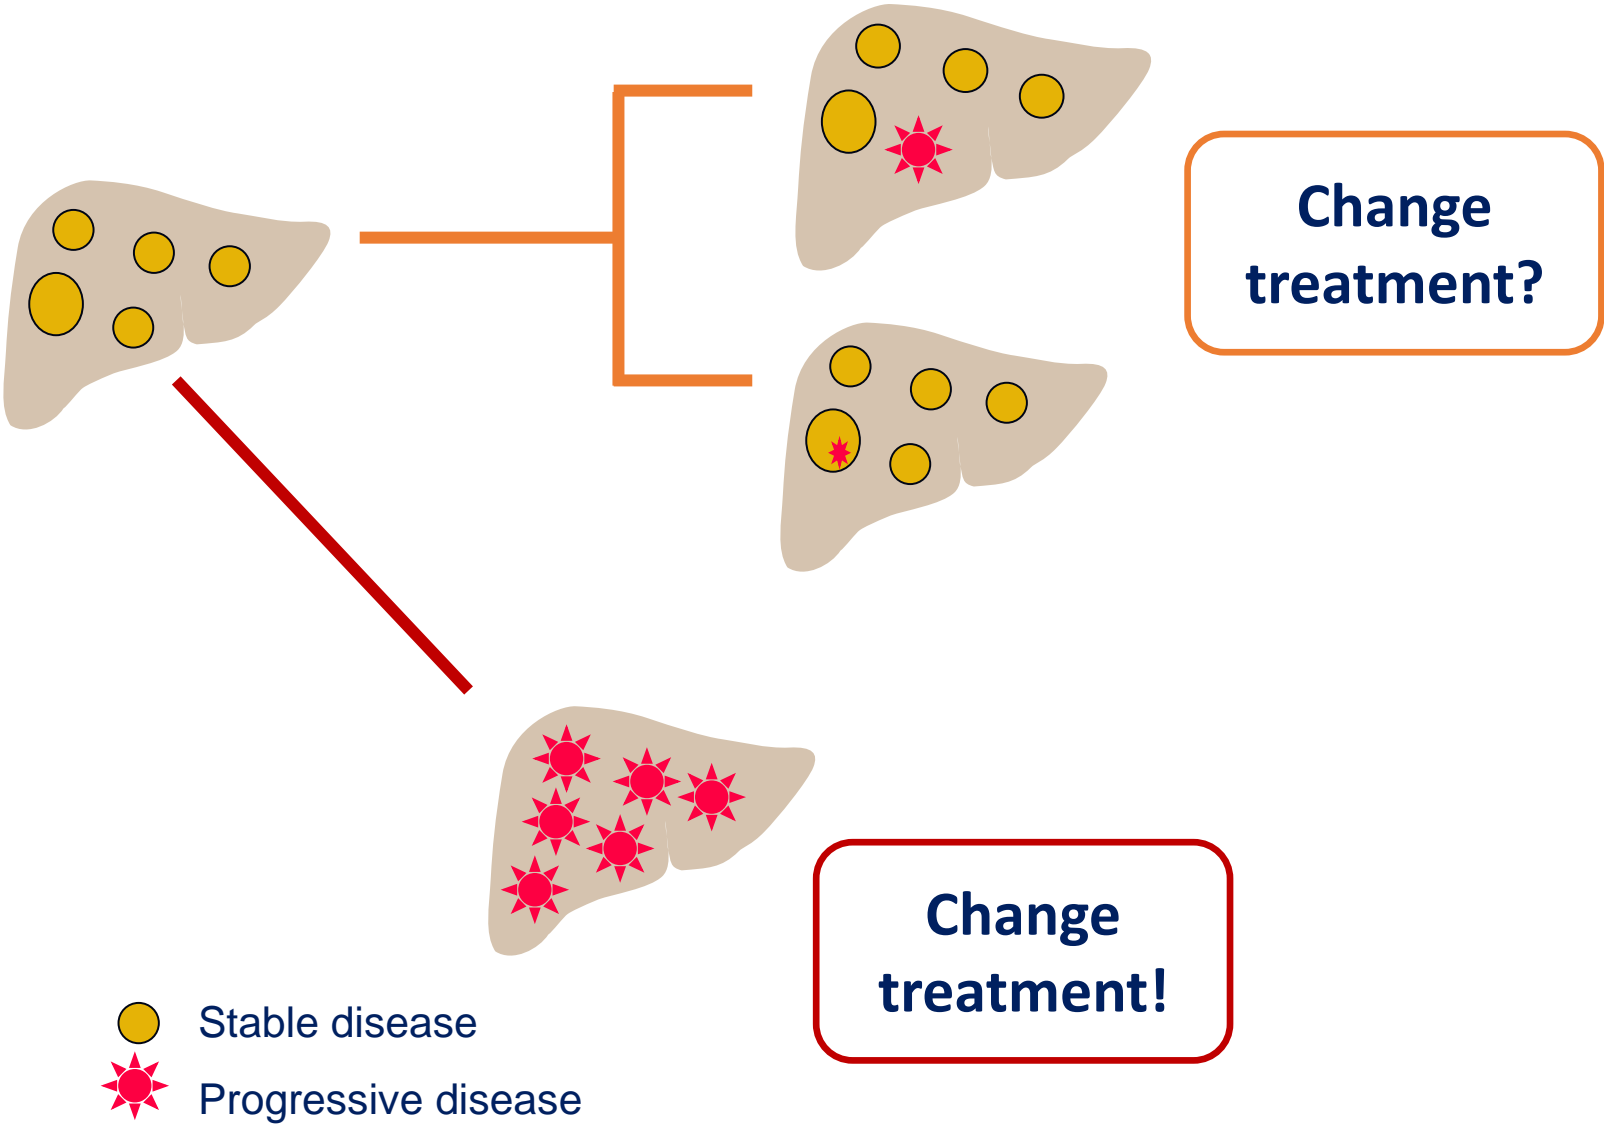 Change
treatment?
Change
treatment!
Stable disease
Progressive disease